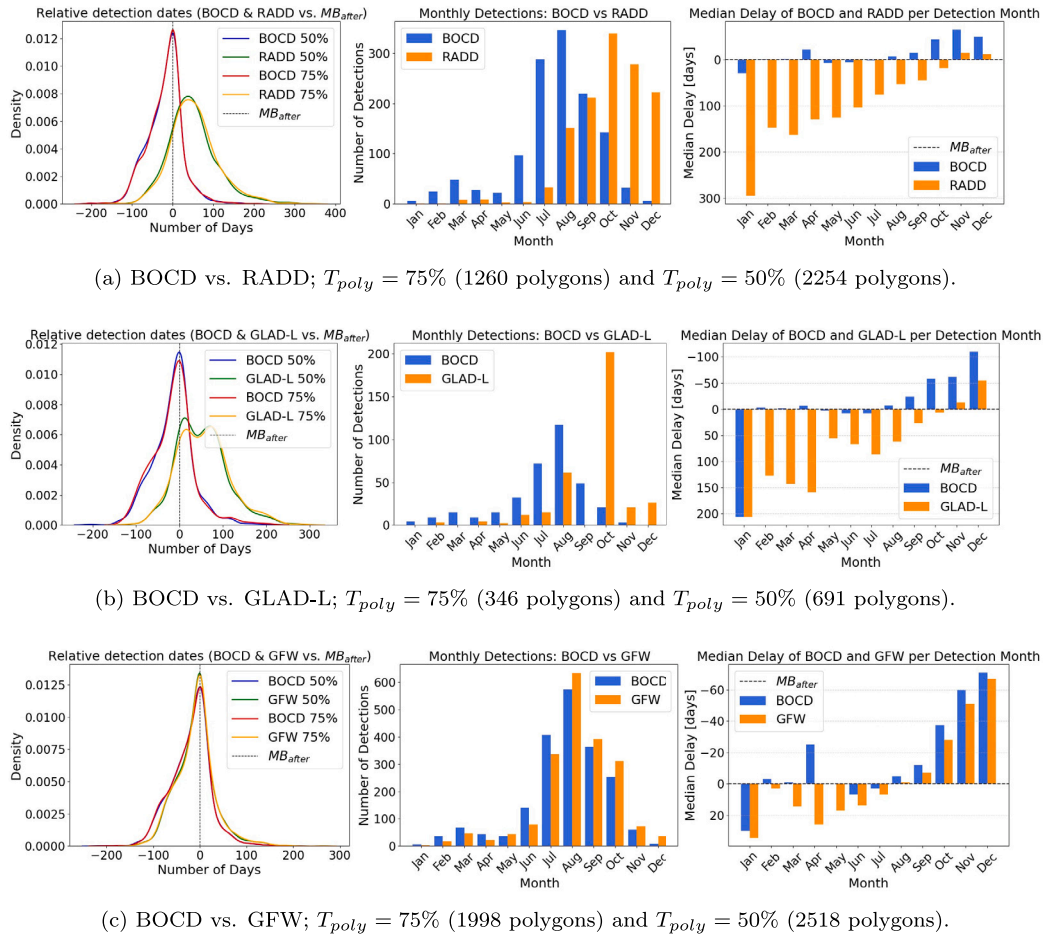 Relative detection dates (BOCD & RADD vs. MB_after)
0.012
0.010
0.008
0.006
0.004
0.002
0.000
Density
BOCD 50%
RADD 50%
BOCD 75%
RADD 75%
MB_after
−200 −100 0 100 200 300 400
Number of Days
Monthly Detections: BOCD vs RADD
300
200
100
0
Number of Detections
BOCD
RADD
Jan Feb Mar Apr May Jun Jul Aug Sep Oct Nov Dec
Month
Median Delay of BOCD and RADD per Detection Month
0
100
200
300
Median Delay [days]
MB_after
BOCD
RADD
Jan Feb Mar Apr May Jun Jul Aug Sep Oct Nov Dec
Month
(a) BOCD vs. RADD; T_poly = 75% (1260 polygons) and T_poly = 50% (2254 polygons).
Relative detection dates (BOCD & GLAD-L vs. MB_after)
0.012
0.010
0.008
0.006
0.004
0.002
0.000
Density
BOCD 50%
GLAD-L 50%
BOCD 75%
GLAD-L 75%
MB_after
−200 −100 0 100 200 300
Number of Days
Monthly Detections: BOCD vs GLAD-L
200
150
100
50
0
Number of Detections
BOCD
GLAD-L
Jan Feb Mar Apr May Jun Jul Aug Sep Oct Nov Dec
Month
Median Delay of BOCD and GLAD-L per Detection Month
−100
−50
0
50
100
150
200
Median Delay [days]
MB_after
BOCD
GLAD-L
Jan Feb Mar Apr May Jun Jul Aug Sep Oct Nov Dec
Month
(b) BOCD vs. GLAD-L; T_poly = 75% (346 polygons) and T_poly = 50% (691 polygons).
Relative detection dates (BOCD & GFW vs. MB_after)
0.0125
0.0100
0.0075
0.0050
0.0025
0.0000
Density
BOCD 50%
GFW 50%
BOCD 75%
GFW 75%
MB_after
−200 −100 0 100 200 300
Number of Days
Monthly Detections: BOCD vs GFW
600
500
400
300
200
100
0
Number of Detections
BOCD
GFW
Jan Feb Mar Apr May Jun Jul Aug Sep Oct Nov Dec
Month
Median Delay of BOCD and GFW per Detection Month
−60
−40
−20
0
20
Median Delay [days]
MB_after
BOCD
GFW
Jan Feb Mar Apr May Jun Jul Aug Sep Oct Nov Dec
Month
(c) BOCD vs. GFW; T_poly = 75% (1998 polygons) and T_poly = 50% (2518 polygons).